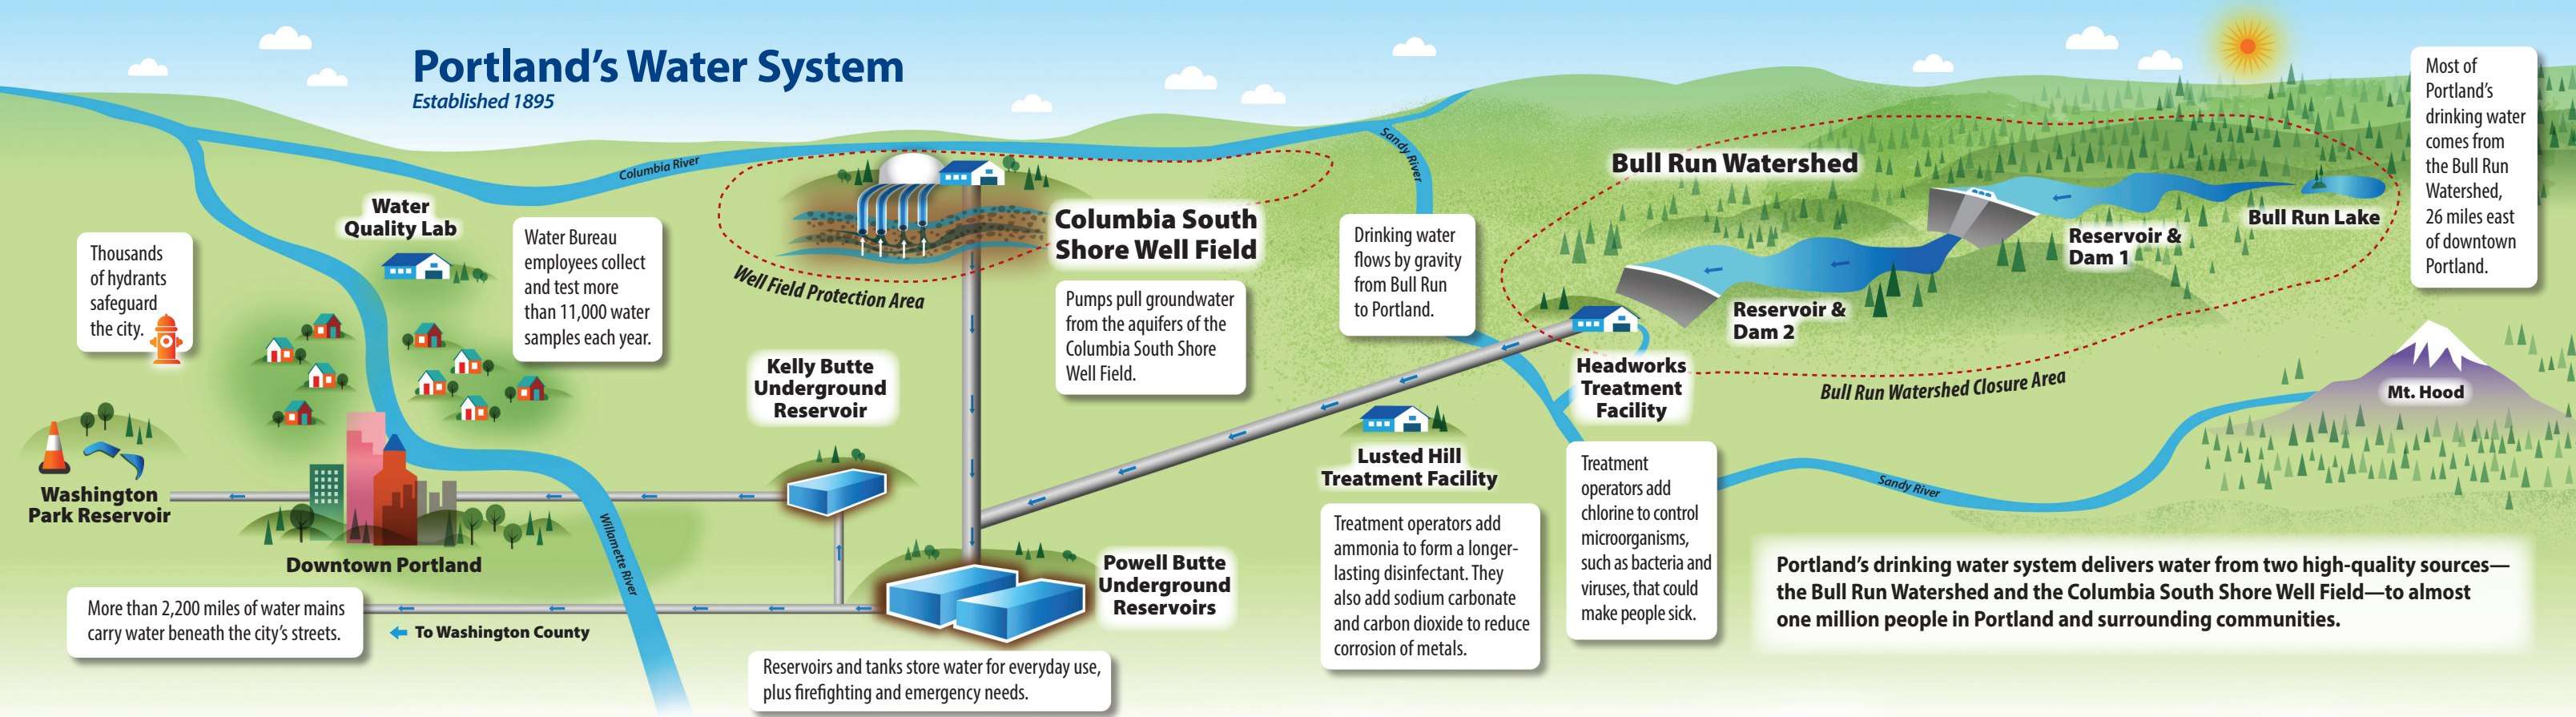 Portland's Water System
Established 1895
Thousands
of hydrants
safeguard
the city.
Water
Quality Lab
Water Bureau
employees collect
and test more
than 11,000 water
samples each year.
Columbia River
Well Field Protection Area
Columbia South
Shore Well Field
Pumps pull groundwater
from the aquifers of the
Columbia South Shore
Well Field.
Sandy River
Drinking water
flows by gravity
from Bull Run
to Portland.
Bull Run Watershed
Reservoir &
Dam 1
Bull Run Lake
Reservoir &
Dam 2
Most of
Portland's
drinking water
comes from
the Bull Run
Watershed,
26 miles east
of downtown
Portland.
Headworks
Treatment
Facility
Bull Run Watershed Closure Area
Mt. Hood
Kelly Butte
Underground
Reservoir
Washington
Park Reservoir
Downtown Portland
Willamette River
Lusted Hill
Treatment Facility
Treatment operators add
ammonia to form a longer-
lasting disinfectant. They
also add sodium carbonate
and carbon dioxide to reduce
corrosion of metals.
Treatment
operators add
chlorine to control
microorganisms,
such as bacteria and
viruses, that could
make people sick.
Sandy River
Powell Butte
Underground
Reservoirs
More than 2,200 miles of water mains
carry water beneath the city's streets.
To Washington County
Reservoirs and tanks store water for everyday use,
plus firefighting and emergency needs.
Portland's drinking water system delivers water from two high-quality sources—
the Bull Run Watershed and the Columbia South Shore Well Field—to almost
one million people in Portland and surrounding communities.